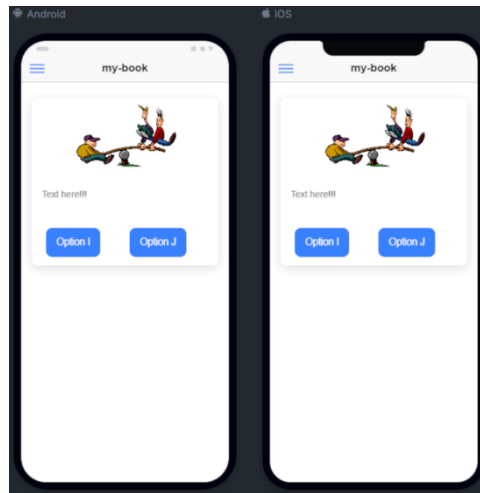 Android
iOS
my-book
my-book
Text here!!!!
Text here!!!!
Option I
Option J
Option I
Option J